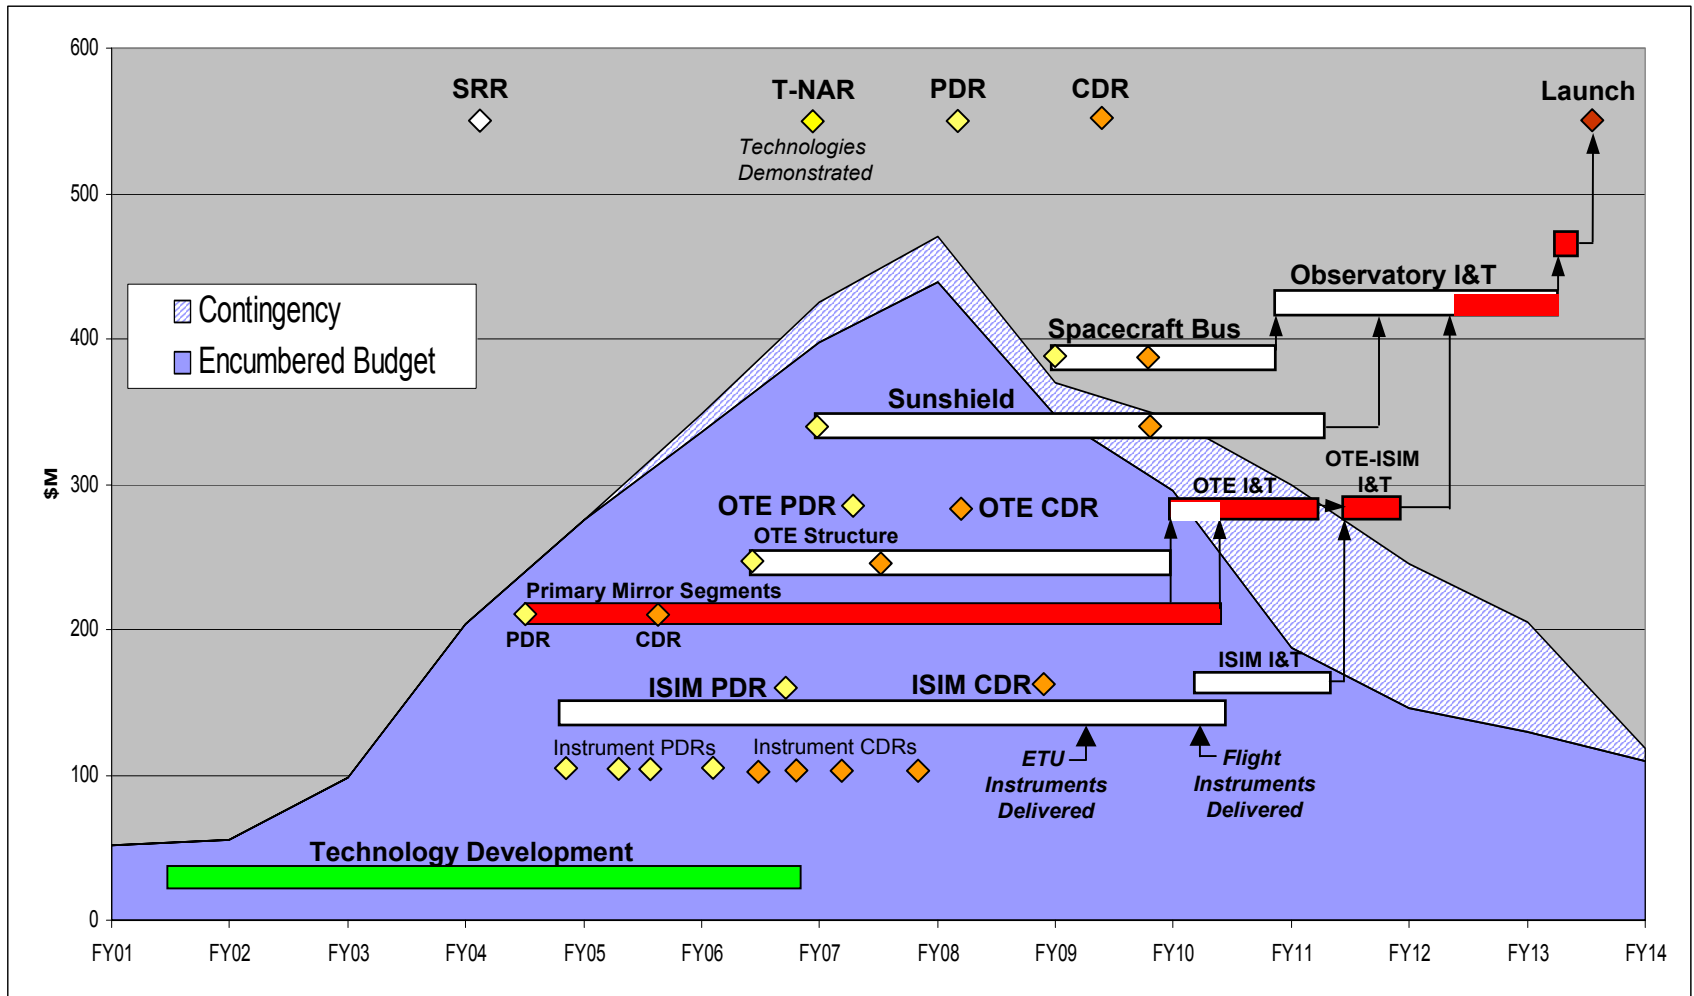 600
SRR
T-NAR
PDR
CDR
Launch
Technologies
Demonstrated
500
Observatory I&T
Contingency
Encumbered Budget
400
Spacecraft Bus
Sunshield
$M
300
OTE-ISIM
I&T
OTE I&T
OTE PDR
OTE CDR
OTE Structure
Primary Mirror Segments
200
PDR
CDR
ISIM I&T
ISIM PDR
ISIM CDR
Instrument PDRs
Instrument CDRs
ETU
Instruments
Delivered
Flight
Instruments
Delivered
100
Technology Development
0
FY01 FY02 FY03 FY04 FY05 FY06 FY07 FY08 FY09 FY10 FY11 FY12 FY13 FY14